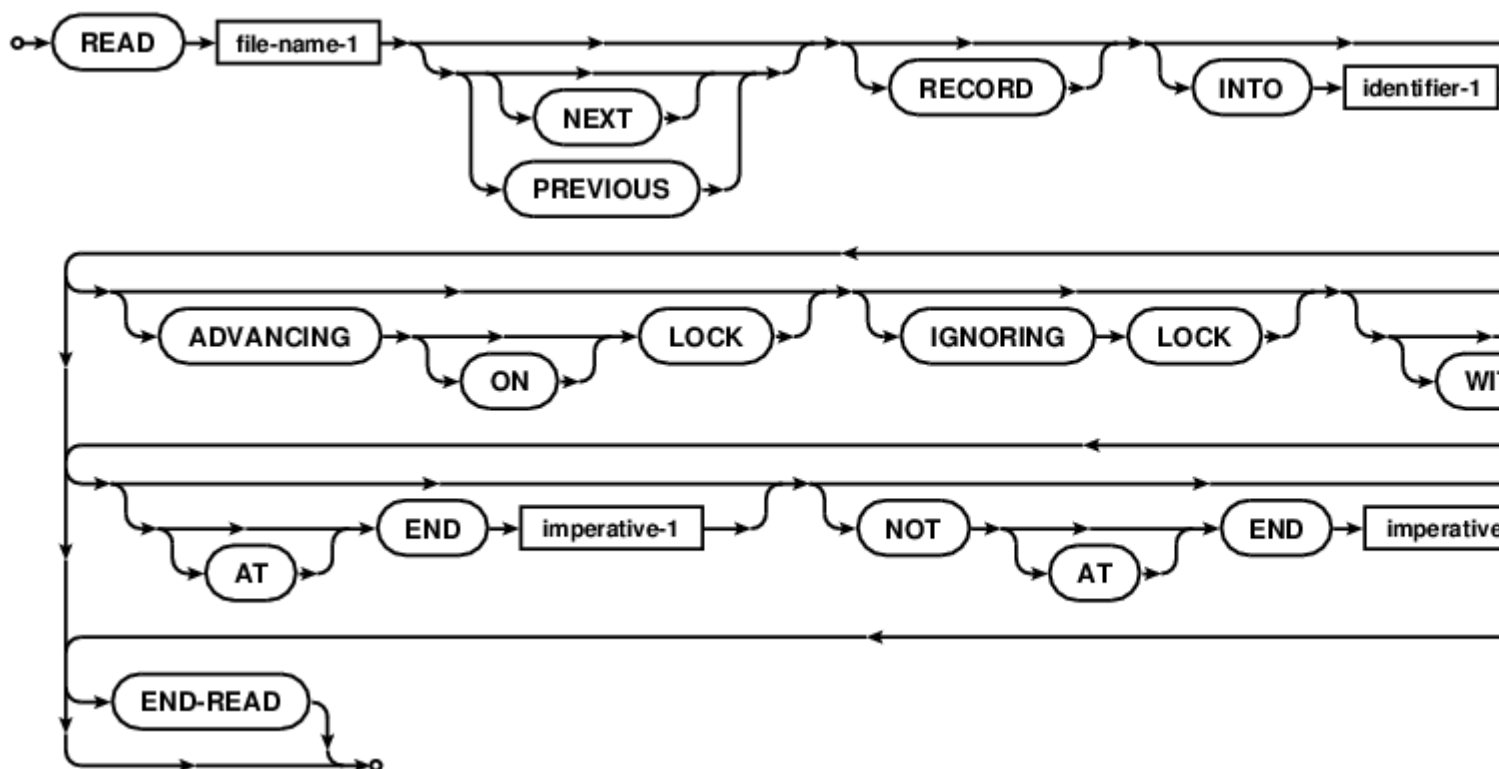 READ file-name-1 RECORD INTO identifier-1
NEXT
PREVIOUS
ADVANCING LOCK IGNORING LOCK
ON
END imperative-1 NOT END imperative
AT AT
END-READ